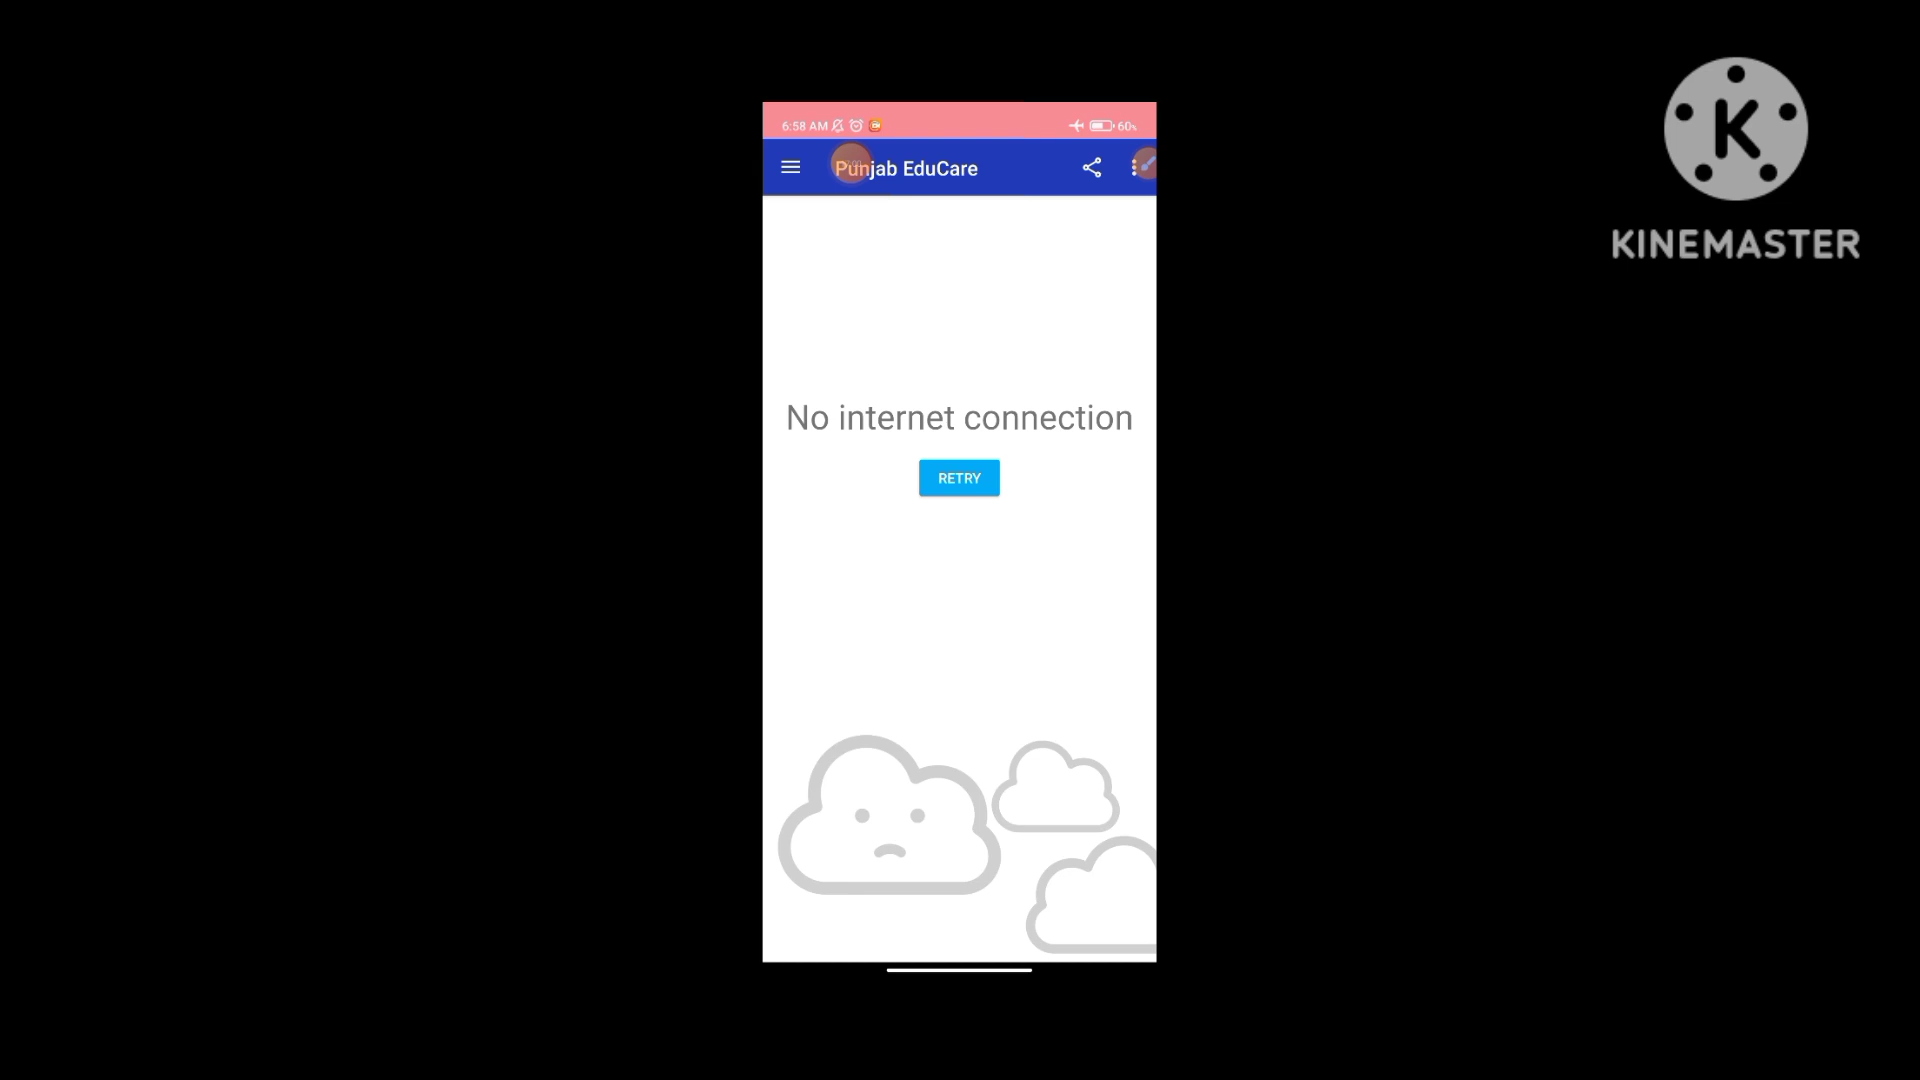 6:58 AM
60%
Punjab EduCare
No internet connection
RETRY
K
KINEMASTER